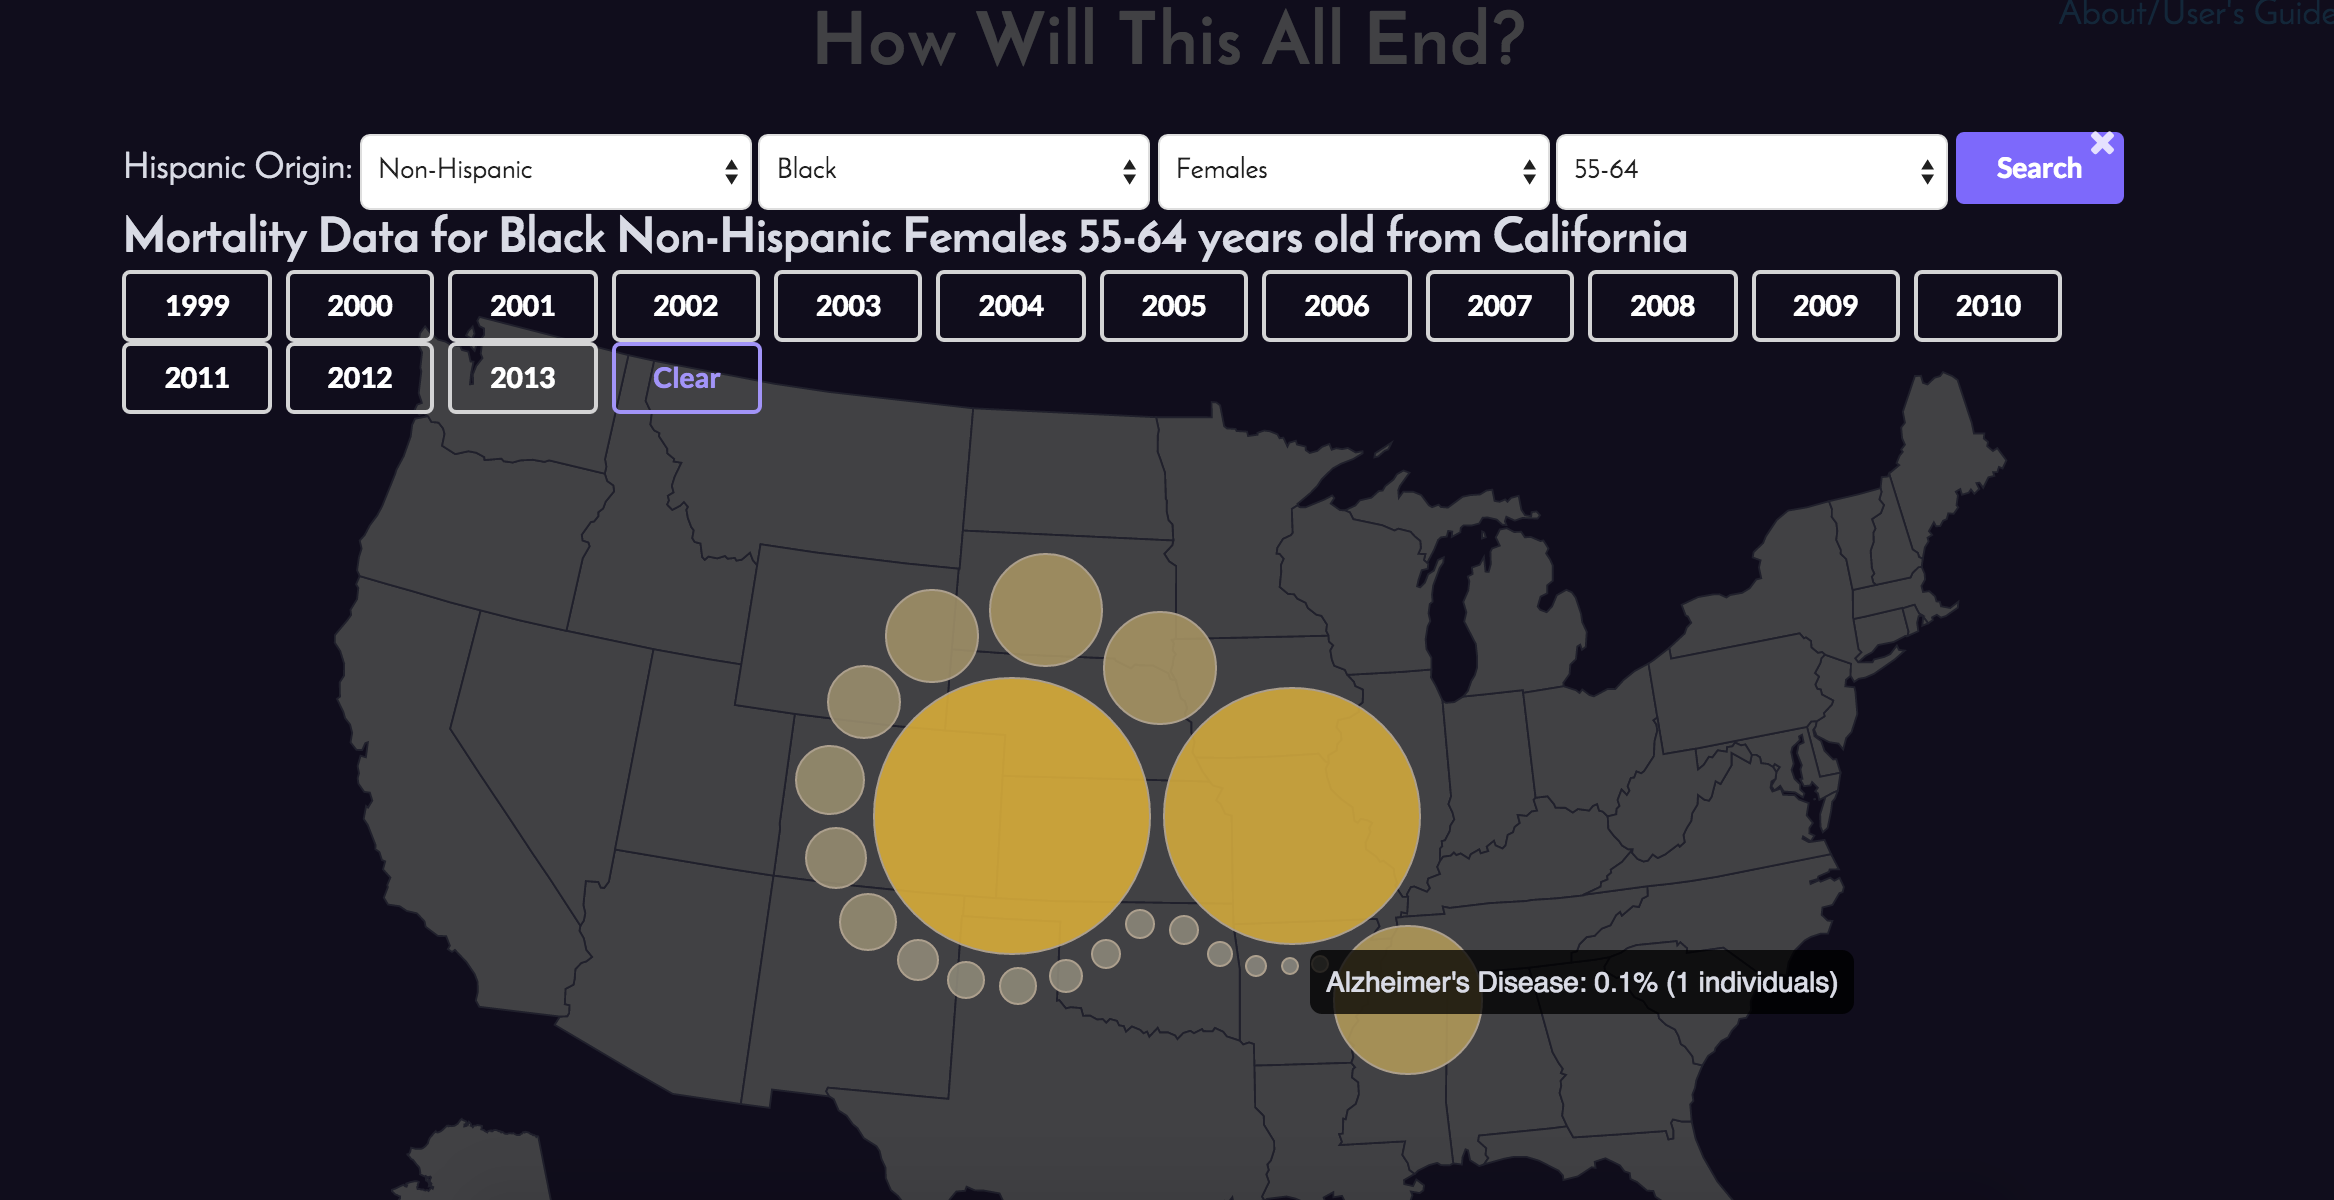 About/User's Guide
How Will This All End?
Hispanic Origin: Non-Hispanic Black Females 55-64 Search
Mortality Data for Black Non-Hispanic Females 55-64 years old from California
1999 2000 2001 2002 2003 2004 2005 2006 2007 2008 2009 2010
2011 2012 2013 Clear
Alzheimer's Disease: 0.1% (1 individuals)